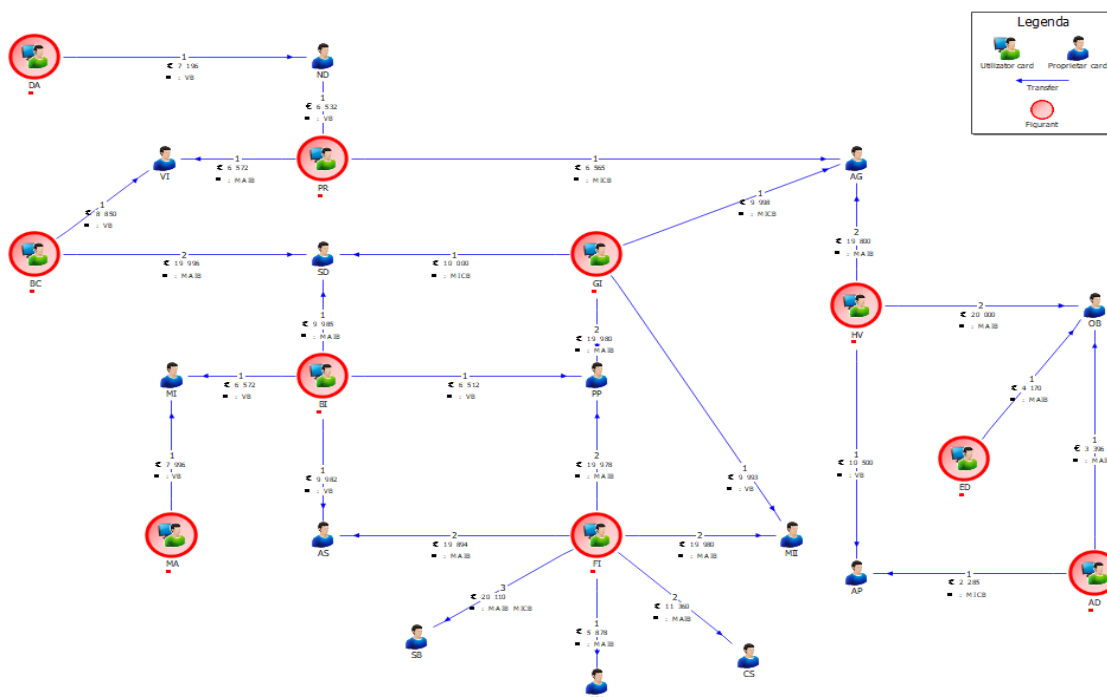 Legenda
Utilizator card
Proprietar card
Transfer
Figurant
DA
1
€ 7 196
: VB
ND
1
€ 6 532
: VB
VI
1
€ 6 572
: MAIB
PR
1
€ 6 565
: MICB
AG
1
€ 8 850
: VB
1
€ 9 998
: MICB
BC
2
€ 19 996
: MAIB
SD
1
€ 10 000
: MICB
GI
2
€ 19 800
: MAIB
HV
2
€ 20 000
: MAIB
OB
1
€ 9 985
: MAIB
2
€ 19 980
: MAIB
MI
1
€ 6 572
: VB
EI
1
€ 6 512
: VB
PP
1
€ 4 170
: MAIB
1
€ 7 996
: VB
1
€ 9 982
: VB
2
€ 19 978
: MAIB
1
€ 9 993
: VB
1
€ 10 500
: VB
ED
1
€ 3 396
: MAIB
MA
AS
2
€ 19 894
: MAIB
FI
2
€ 19 980
: MAIB
MII
AP
1
€ 2 285
: MICB
AD
3
€ 20 110
: MAIB MICB
1
€ 5 878
: MAIB
2
€ 11 360
: MAIB
SB
CS